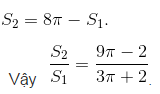 S₂ = 8π − S₁.
Vậy S₂/S₁ = (9π − 2)/(3π + 2).